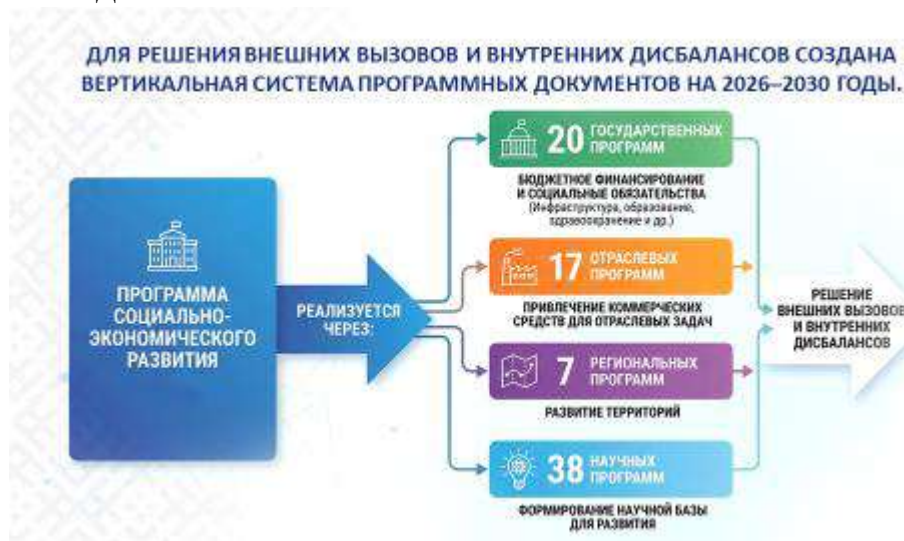 ДЛЯ РЕШЕНИЯ ВНЕШНИХ ВЫЗОВОВ И ВНУТРЕННИХ ДИСБАЛАНСОВ СОЗДАНА
ВЕРТИКАЛЬНАЯ СИСТЕМА ПРОГРАММНЫХ ДОКУМЕНТОВ НА 2026–2030 ГОДЫ.
ПРОГРАММА
СОЦИАЛЬНО-
ЭКОНОМИЧЕСКОГО
РАЗВИТИЯ
РЕАЛИЗУЕТСЯ
ЧЕРЕЗ:
20 ГОСУДАРСТВЕННЫХ
ПРОГРАММ
БЮДЖЕТНОЕ ФИНАНСИРОВАНИЕ
И СОЦИАЛЬНЫЕ ОБЯЗАТЕЛЬСТВА
(Инфраструктура, образование,
здравоохранение и др.)
17 ОТРАСЛЕВЫХ
ПРОГРАММ
ПРИВЛЕЧЕНИЕ КОММЕРЧЕСКИХ
СРЕДСТВ ДЛЯ ОТРАСЛЕВЫХ ЗАДАЧ
7 РЕГИОНАЛЬНЫХ
ПРОГРАММ
РАЗВИТИЕ ТЕРРИТОРИЙ
38 НАУЧНЫХ
ПРОГРАММ
ФОРМИРОВАНИЕ НАУЧНОЙ БАЗЫ
ДЛЯ РАЗВИТИЯ
РЕШЕНИЕ
ВНЕШНИХ ВЫЗОВОВ
И ВНУТРЕННИХ
ДИСБАЛАНСОВ